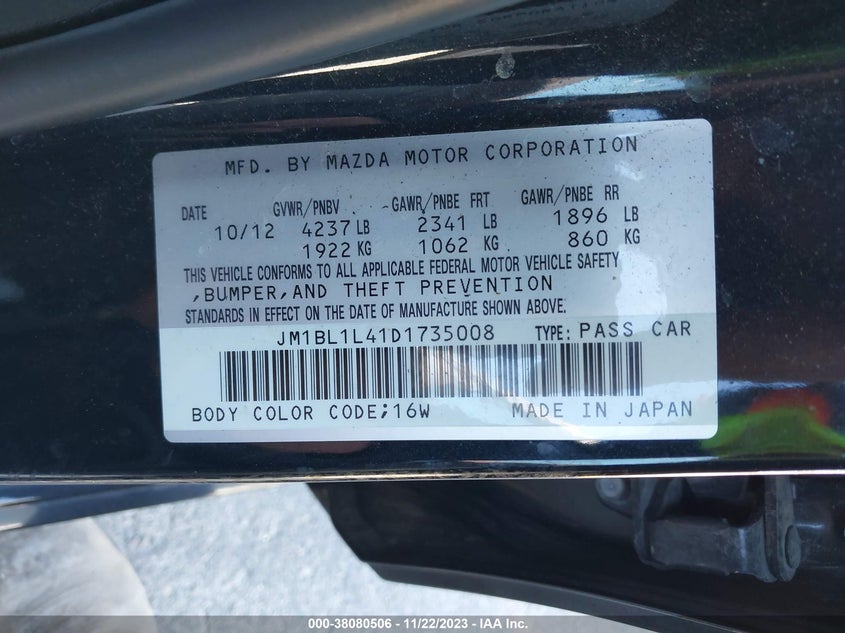 MFD. BY MAZDA MOTOR CORPORATION
DATE GVWR/PNBV GAWR/PNBE FRT GAWR/PNBE RR
10/12 4237 LB 2341 LB 1896 LB
1922 KG 1062 KG 860 KG
THIS VEHICLE CONFORMS TO ALL APPLICABLE FEDERAL MOTOR VEHICLE SAFETY
,BUMPER,AND THEFT PREVENTION
STANDARDS IN EFFECT ON THE DATE OF MANUFACTURE SHOWN ABOVE.
JM1BL1L41D1735008 TYPE: PASS CAR
BODY COLOR CODE;16W MADE IN JAPAN
000-38080506 - 11/22/2023 - IAA Inc.